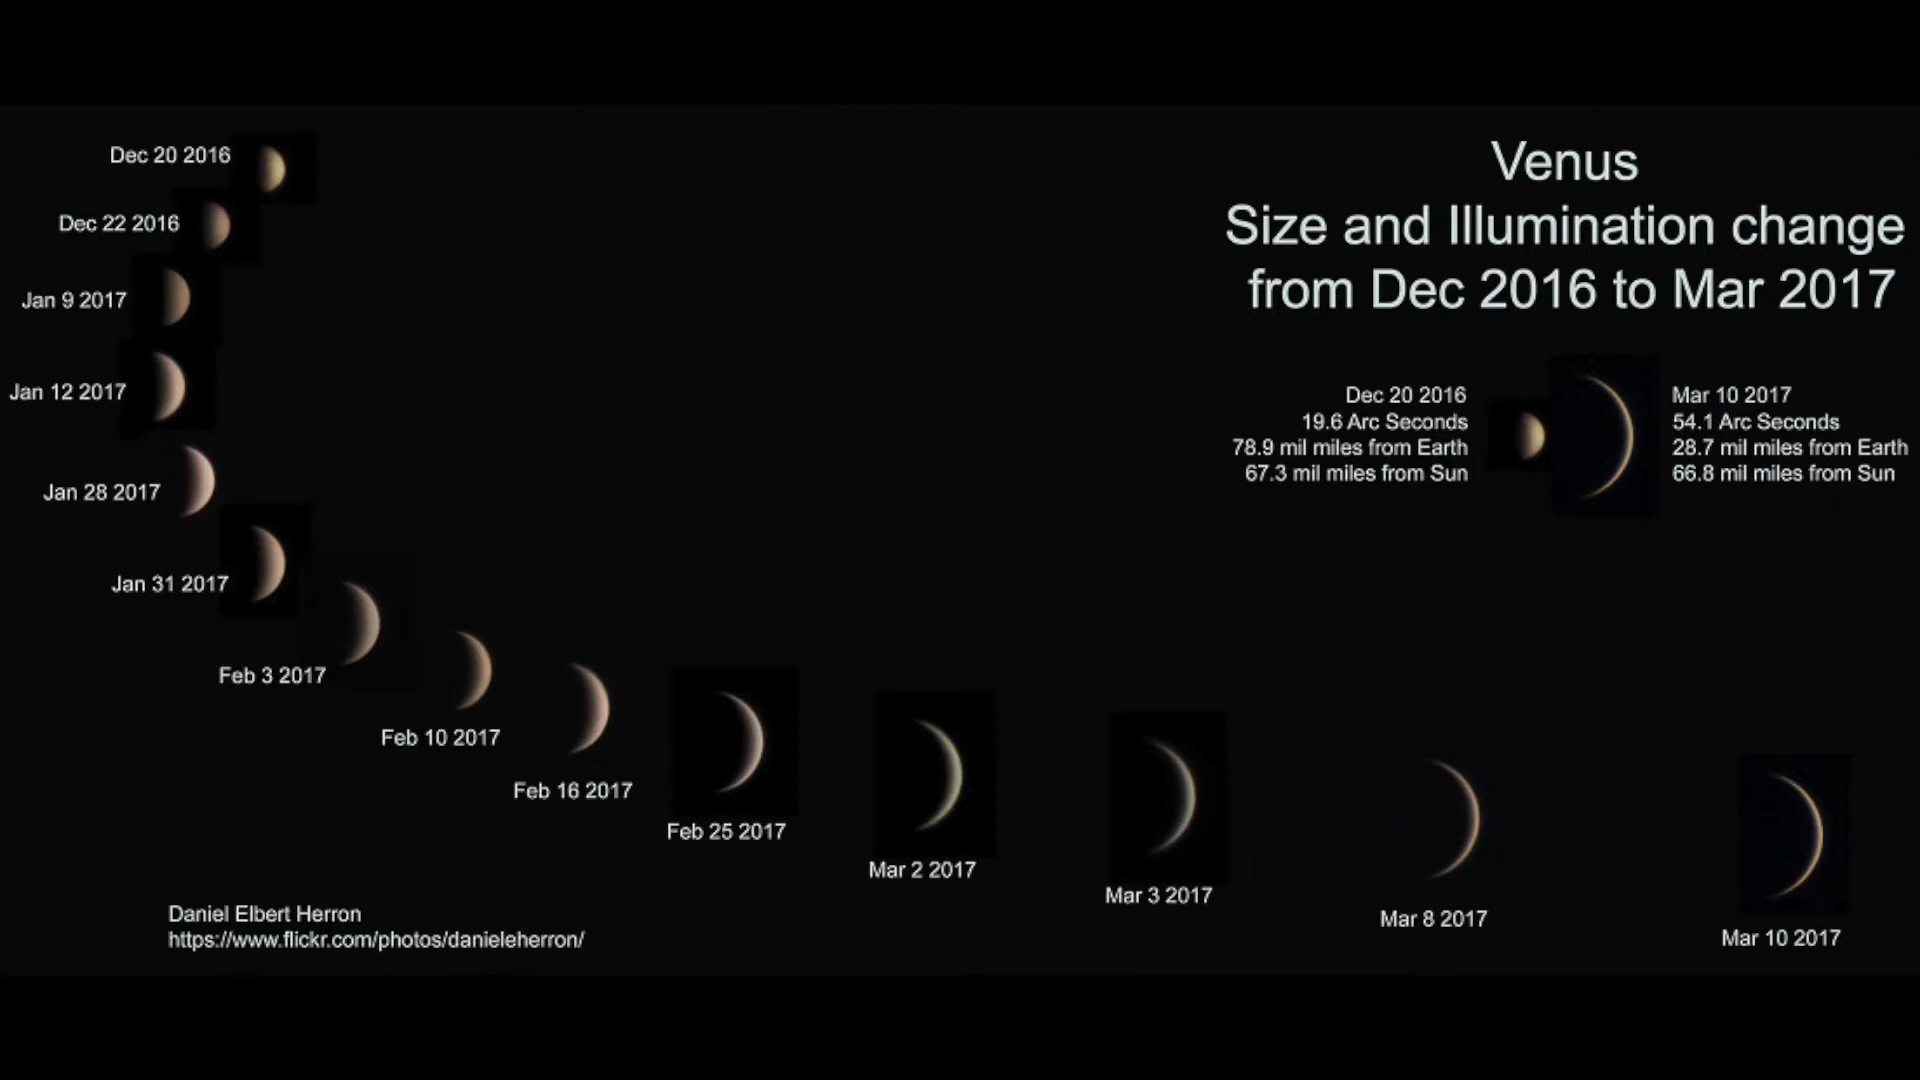 Venus
Size and Illumination change
from Dec 2016 to Mar 2017
Dec 20 2016
Dec 22 2016
Jan 9 2017
Jan 12 2017
Jan 28 2017
Jan 31 2017
Feb 3 2017
Feb 10 2017
Feb 16 2017
Feb 25 2017
Mar 2 2017
Mar 3 2017
Mar 8 2017
Mar 10 2017
Dec 20 2016
19.6 Arc Seconds
78.9 mil miles from Earth
67.3 mil miles from Sun
Mar 10 2017
54.1 Arc Seconds
28.7 mil miles from Earth
66.8 mil miles from Sun
Daniel Elbert Herron
https://www.flickr.com/photos/danieleherron/